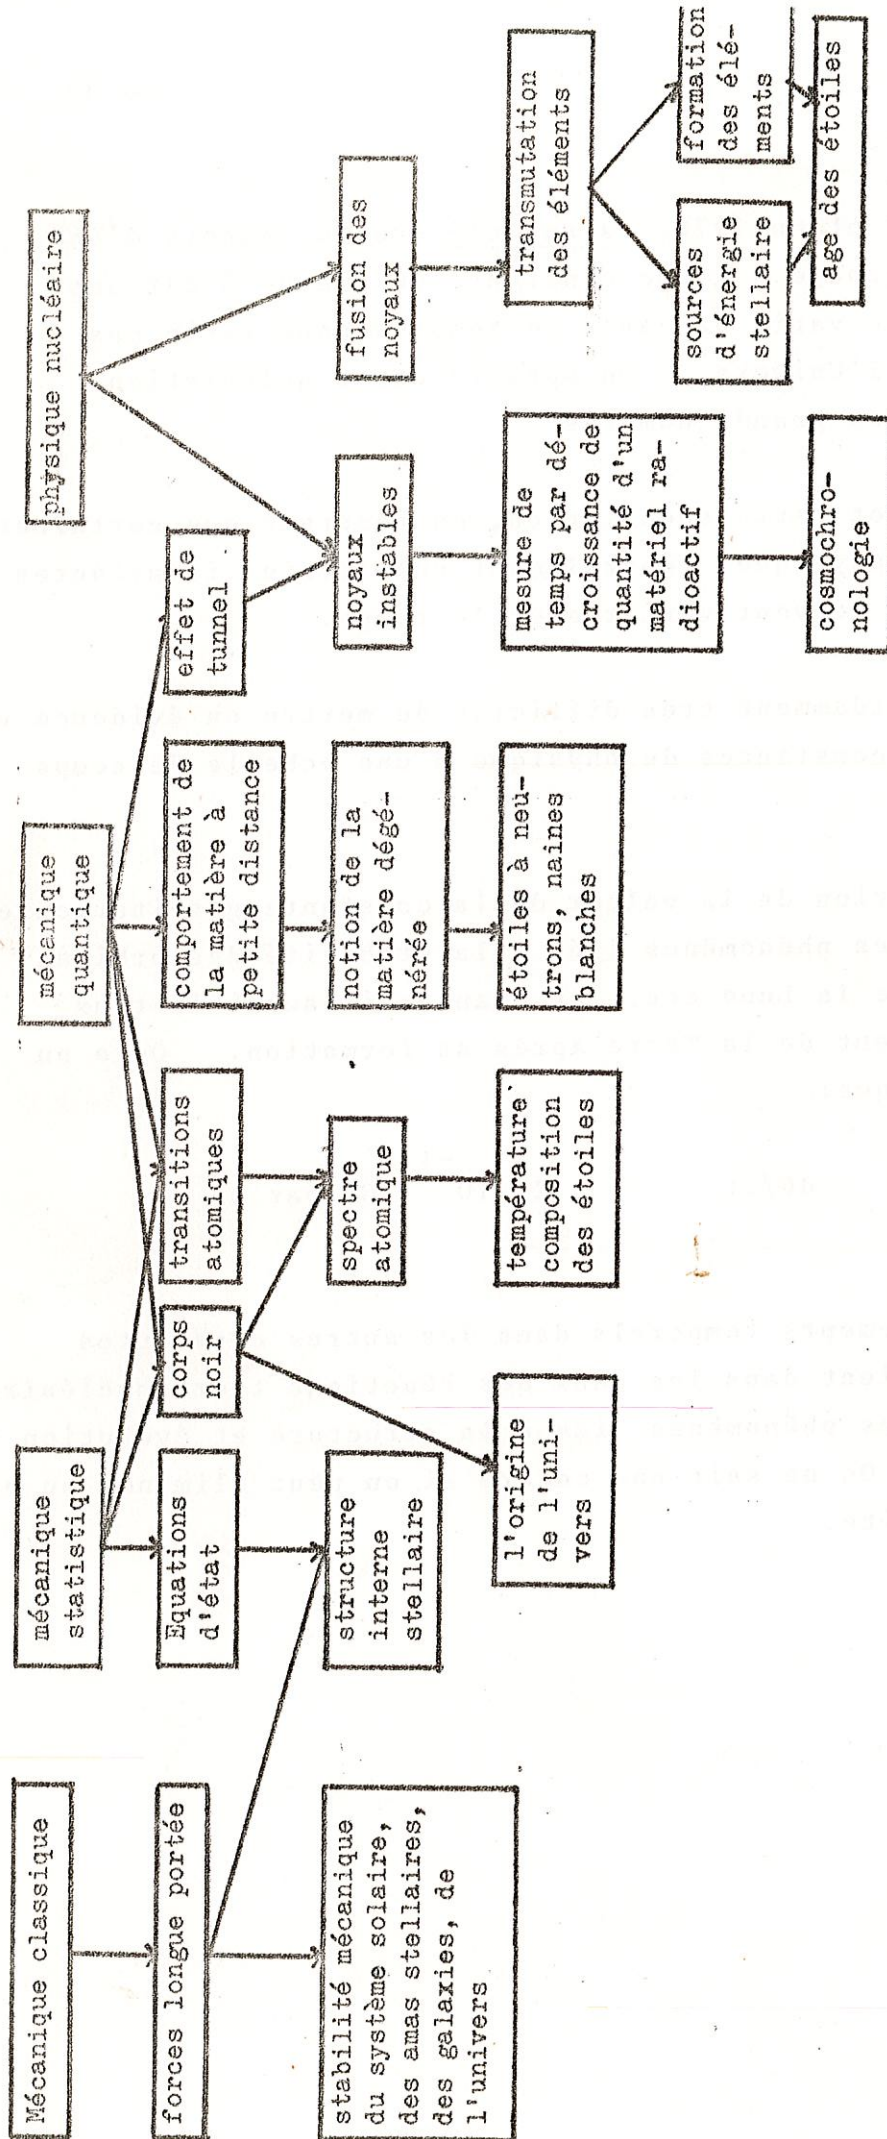 Mécanique classique
forces longue portée
stabilité mécanique
du système solaire,
des amas stellaires,
des galaxies, de
l'univers
mécanique
statistique
Equations
d'état
structure
interne
stellaire
corps
noir
l'origine
de l'uni-
vers
mécanique
quantique
transitions
atomiques
spectre
atomique
température
composition
des étoiles
comportement de
la matière à
petite distance
notion de la
matière dégé-
nérée
étoiles à neu-
trons, naines
blanches
effet de
tunnel
physique nucléaire
noyaux
instables
mesure de
temps par dé-
croissance de
quantité d'un
matériel ra-
dioactif
cosmochro-
nologie
fusion des
noyaux
transmutation
des éléments
sources
d'énergie
stellaire
formation
des élé-
ments
age des étoiles